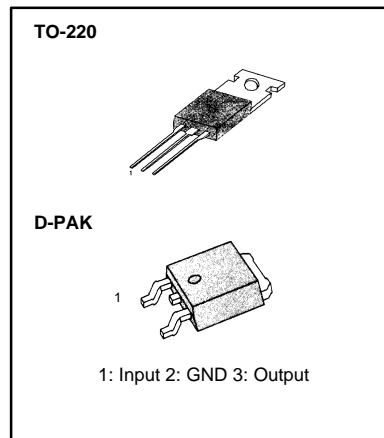 TO-220
1
D-PAK
1
1: Input 2: GND 3: Output